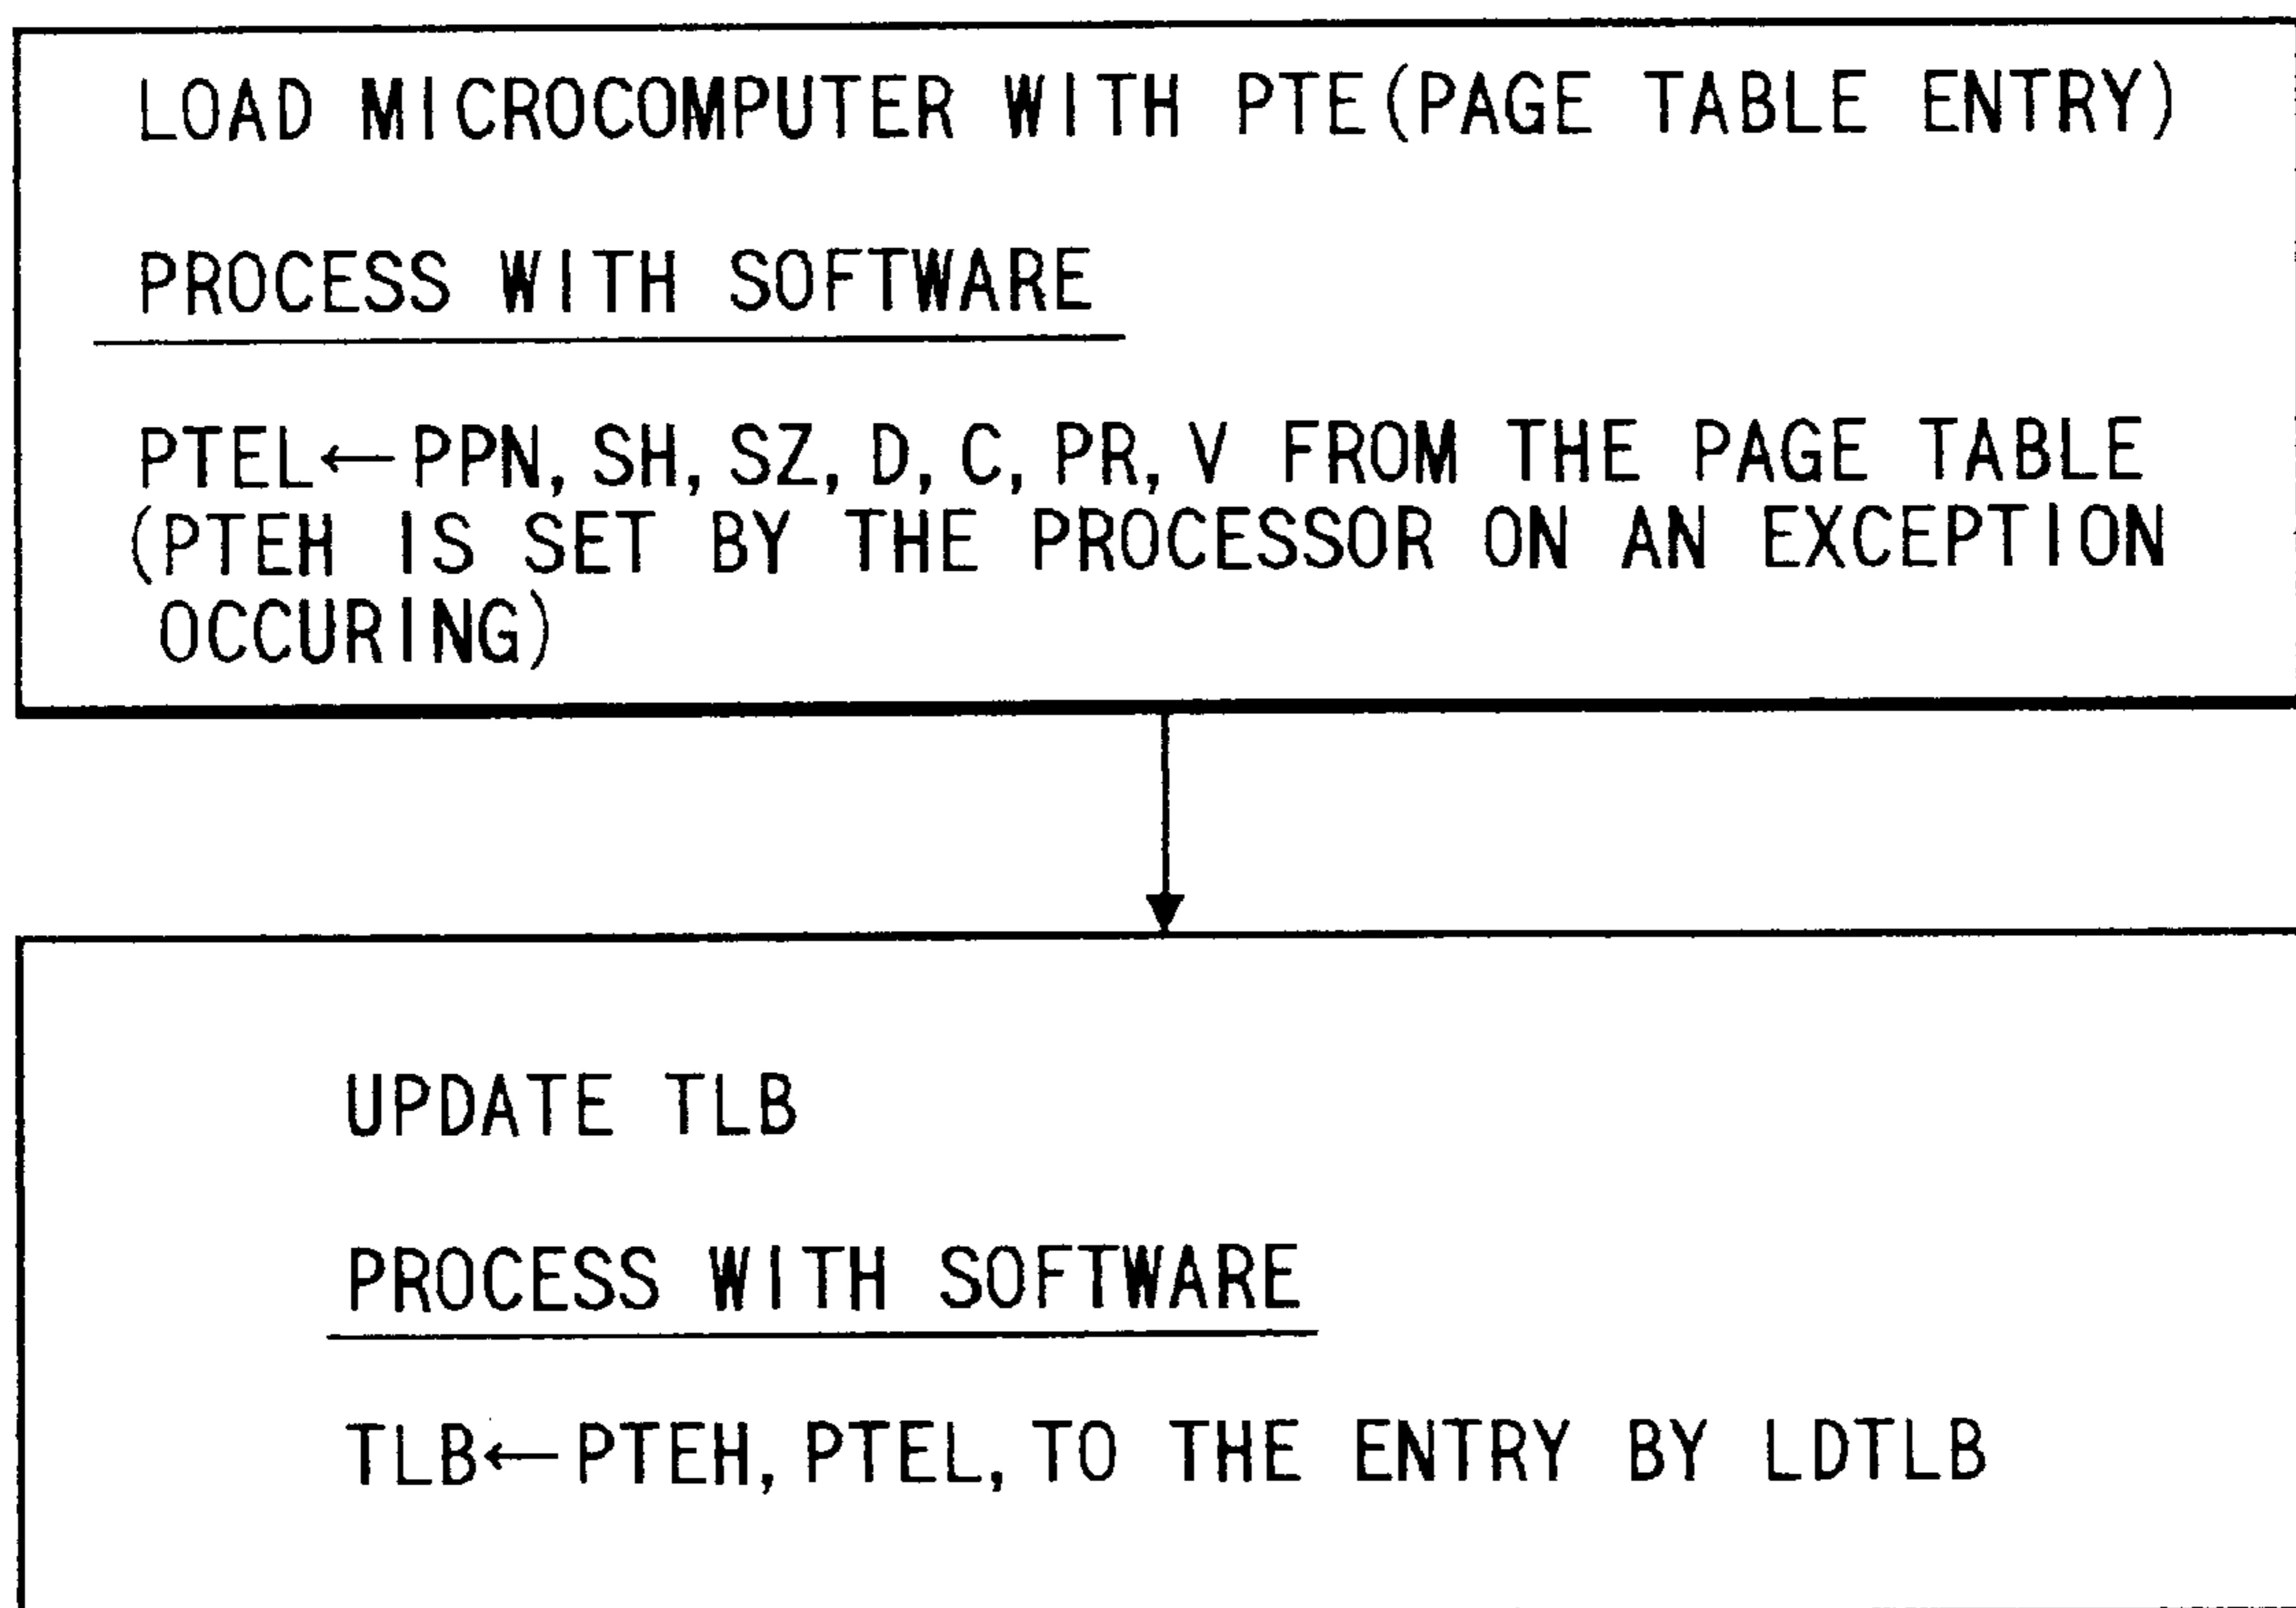 LOAD MICROCOMPUTER WITH PTE(PAGE TABLE ENTRY)
PROCESS WITH SOFTWARE
PTEL←PPN, SH, SZ, D, C, PR, V FROM THE PAGE TABLE
(PTEH IS SET BY THE PROCESSOR ON AN EXCEPTION
OCCURING)
UPDATE TLB
PROCESS WITH SOFTWARE
TLB←PTEH, PTEL, TO THE ENTRY BY LDTLB